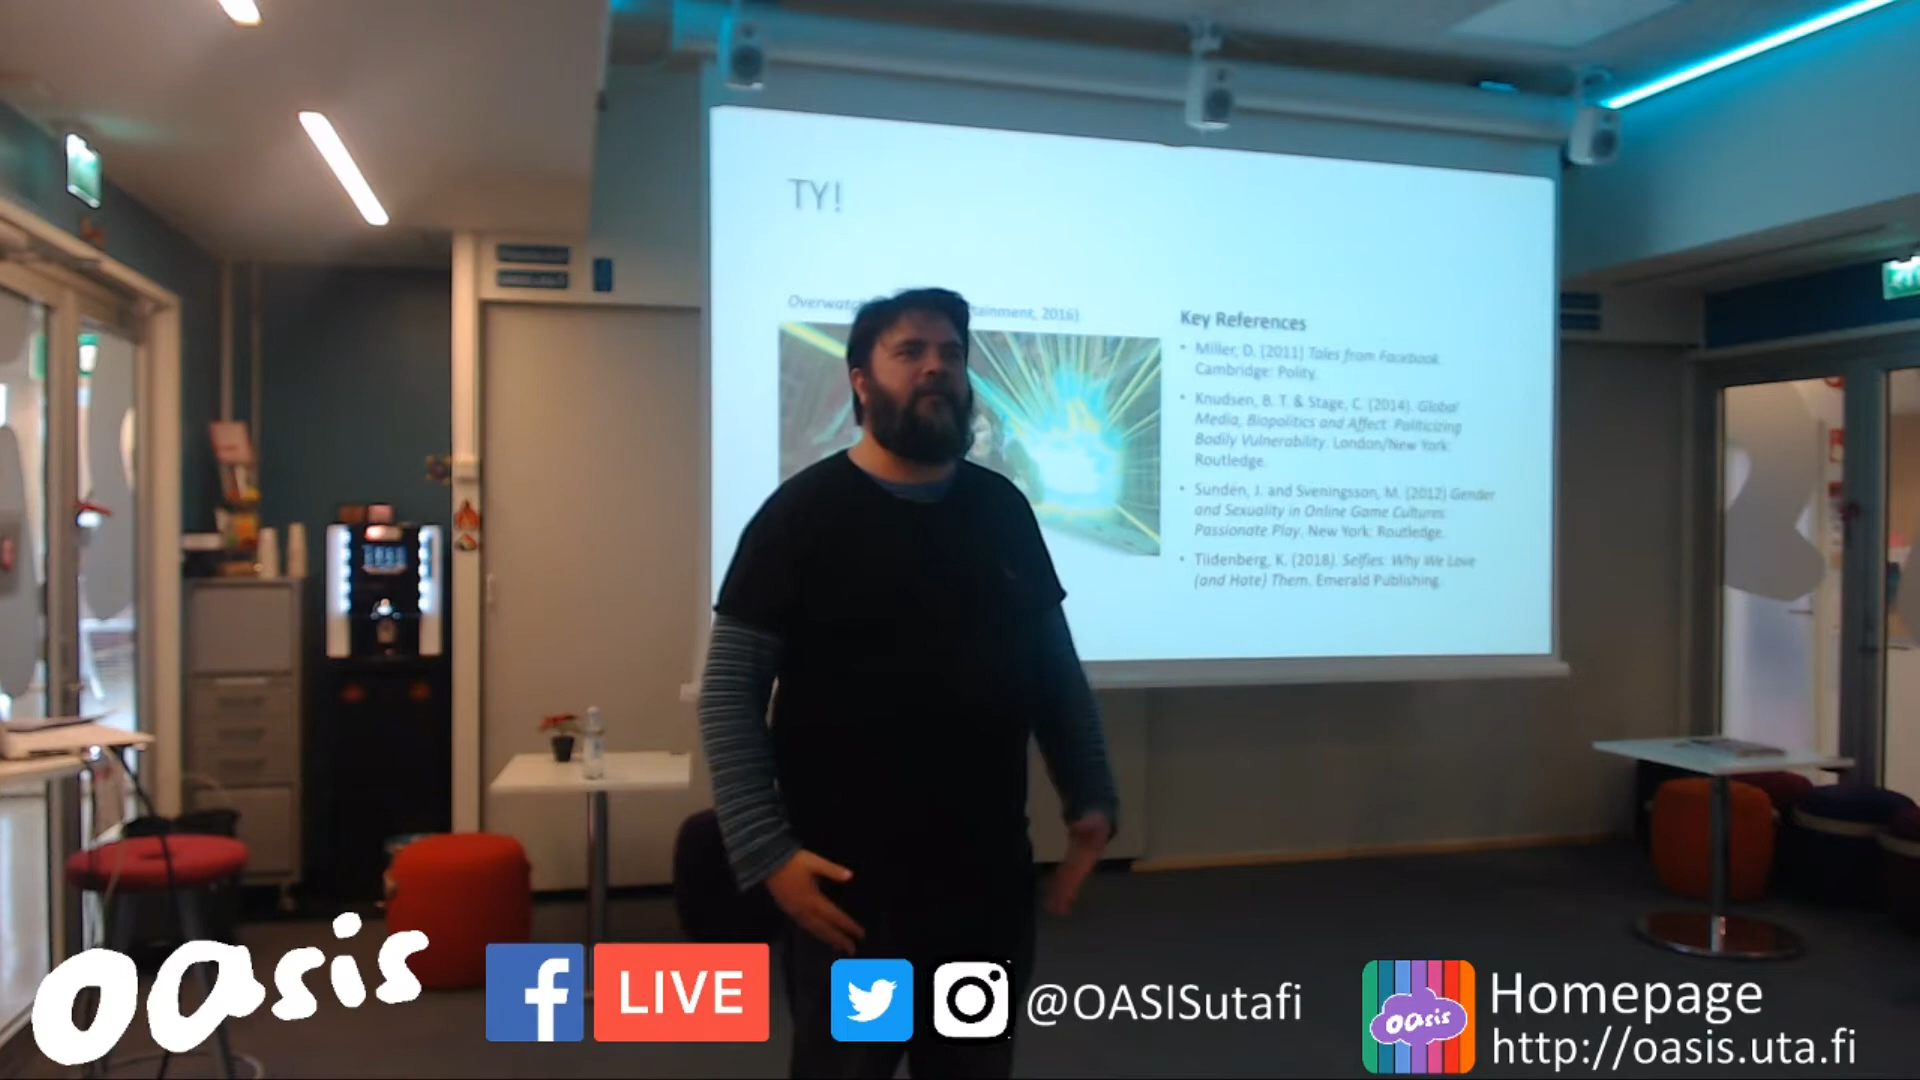 TY!
Overwatch
tainment, 2016)
Key References
• Miller, D. (2011) Tales from Facebook.
Cambridge: Polity.
• Knudsen, B. T. & Stage, C. (2014). Global
Media, Biopolitics and Affect: Politicizing
Bodily Vulnerability. London/New York:
Routledge.
• Sundén, J. and Sveningsson, M. (2012) Gender
and Sexuality in Online Game Cultures:
Passionate Play. New York: Routledge.
• Tiidenberg, K. (2018). Selfies: Why We Love
(and Hate) Them. Emerald Publishing.
oasis
f LIVE
@OASISutafi
oasis
Homepage
http://oasis.uta.fi